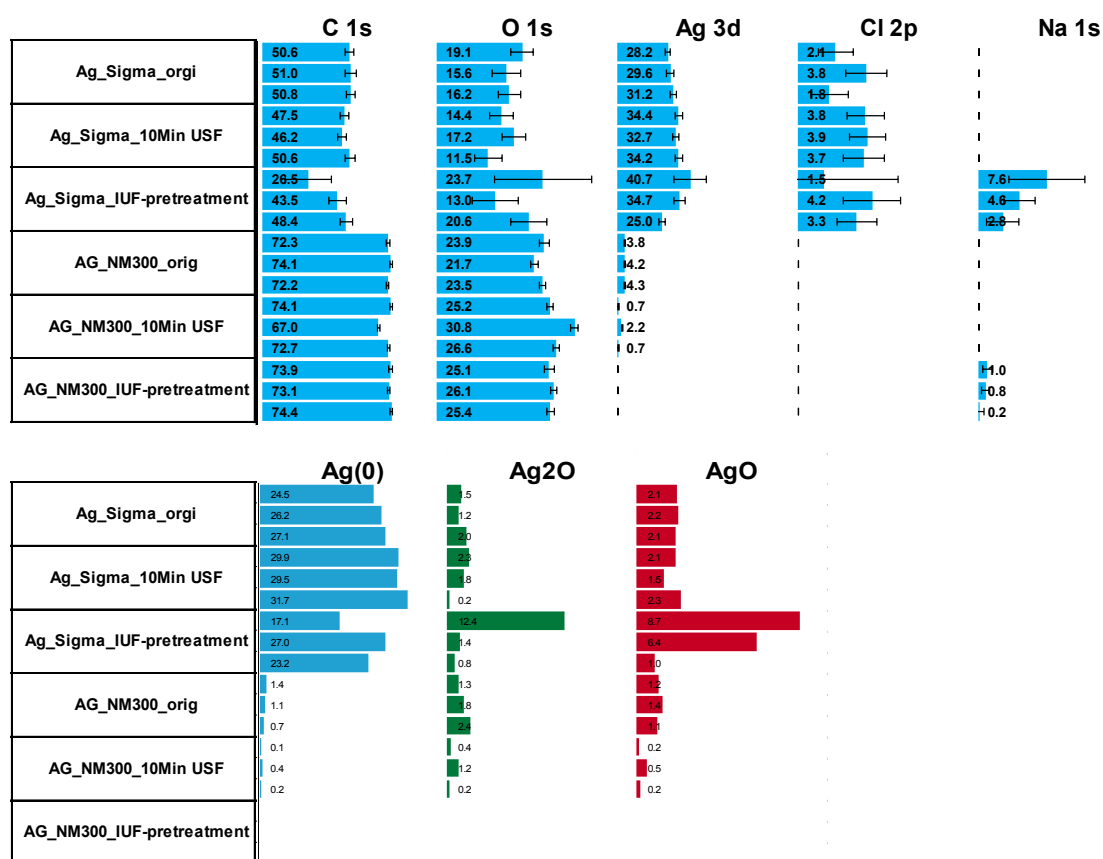 C 1s O 1s Ag 3d Cl 2p Na 1s
50.6 19.1 28.2 2.1
Ag_Sigma_orgi 51.0 15.6 29.6 3.8
50.8 16.2 31.2 1.8
47.5 14.4 34.4 3.8
Ag_Sigma_10Min USF 46.2 17.2 32.7 3.9
50.6 11.5 34.2 3.7
26.5 23.7 40.7 1.5 7.6
Ag_Sigma_IUF-pretreatment 43.5 13.0 34.7 4.2 4.6
48.4 20.6 25.0 3.3 2.8
72.3 23.9 3.8
AG_NM300_orig 74.1 21.7 4.2
72.2 23.5 4.3
74.1 25.2 0.7
AG_NM300_10Min USF 67.0 30.8 2.2
72.7 26.6 0.7
73.9 25.1 1.0
AG_NM300_IUF-pretreatment 73.1 26.1 0.8
74.4 25.4 0.2
Ag(0) Ag2O AgO
24.5 1.5 2.1
Ag_Sigma_orgi 26.2 1.2 2.2
27.1 2.0 2.1
29.9 2.3 2.1
Ag_Sigma_10Min USF 29.5 1.8 1.5
31.7 0.2 2.3
17.1 12.4 8.7
Ag_Sigma_IUF-pretreatment 27.0 1.4 6.4
23.2 0.8 1.0
1.4 1.3 1.2
AG_NM300_orig 1.1 1.8 1.4
0.7 2.4 1.1
0.1 0.4 0.2
AG_NM300_10Min USF 0.4 1.2 0.5
0.2 0.2 0.2
AG_NM300_IUF-pretreatment